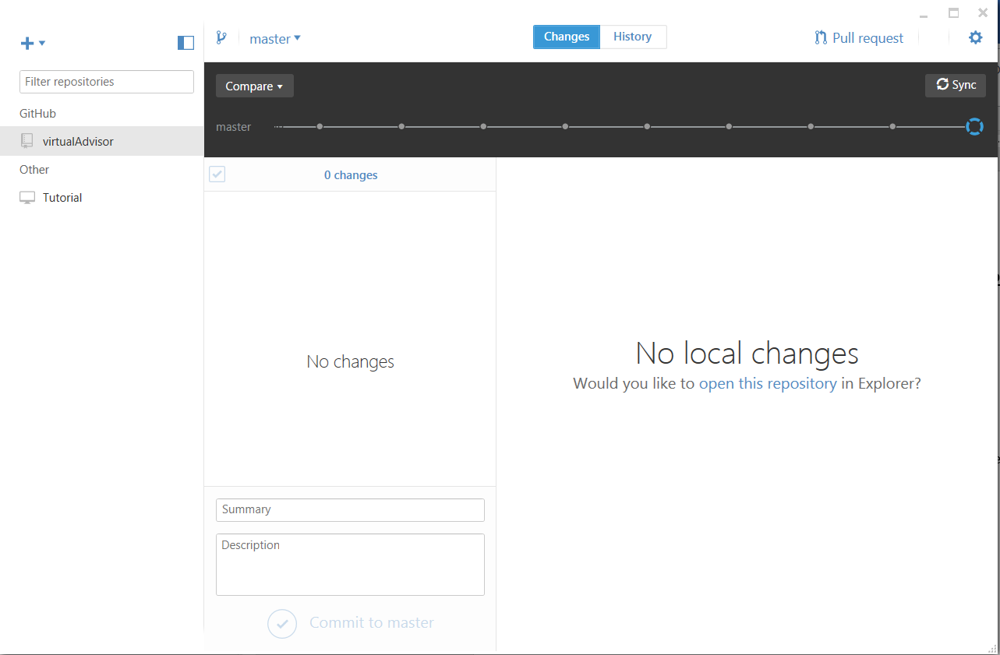 master
Changes
History
Pull request
Filter repositories
GitHub
virtualAdvisor
Other
Tutorial
Compare
Sync
master
0 changes
No changes
No local changes
Would you like to open this repository in Explorer?
Summary
Description
Commit to master